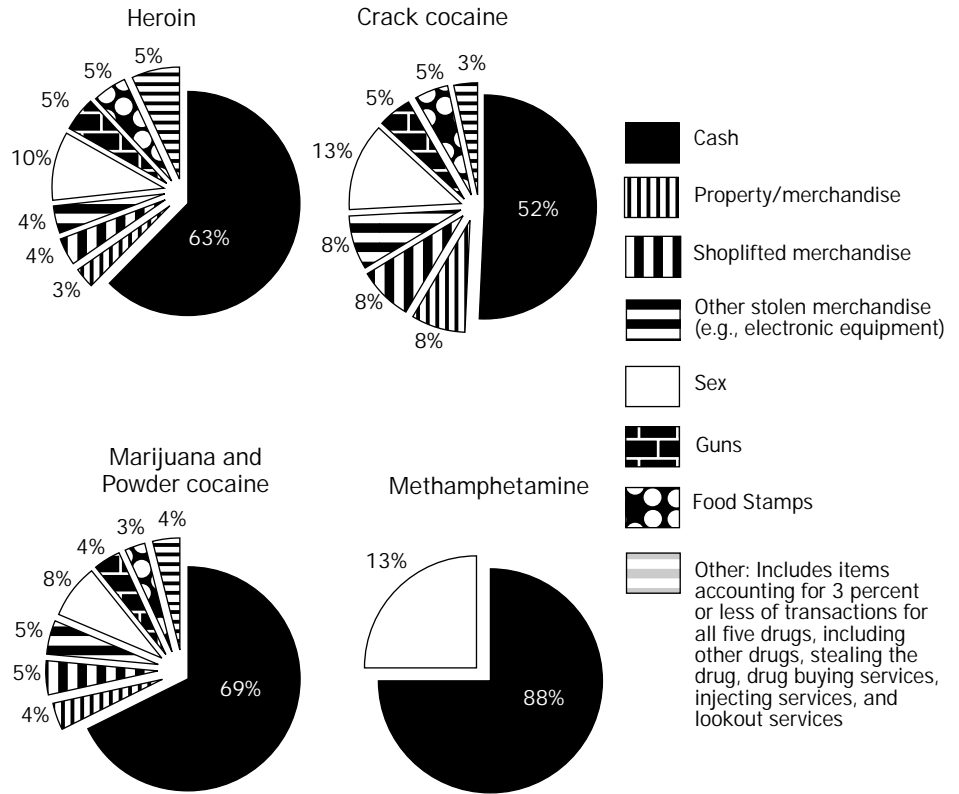 Heroin
5%
5%
5%
10%
4%
4%
3%
63%
Crack cocaine
3%
5%
5%
13%
8%
8%
8%
52%
Cash
Property/merchandise
Shoplifted merchandise
Other stolen merchandise
(e.g., electronic equipment)
Sex
Guns
Food Stamps
Other: Includes items
accounting for 3 percent
or less of transactions for
all five drugs, including
other drugs, stealing the
drug, drug buying services,
injecting services, and
lookout services
Marijuana and
Powder cocaine
4%
3%
4%
8%
5%
5%
4%
69%
Methamphetamine
13%
88%